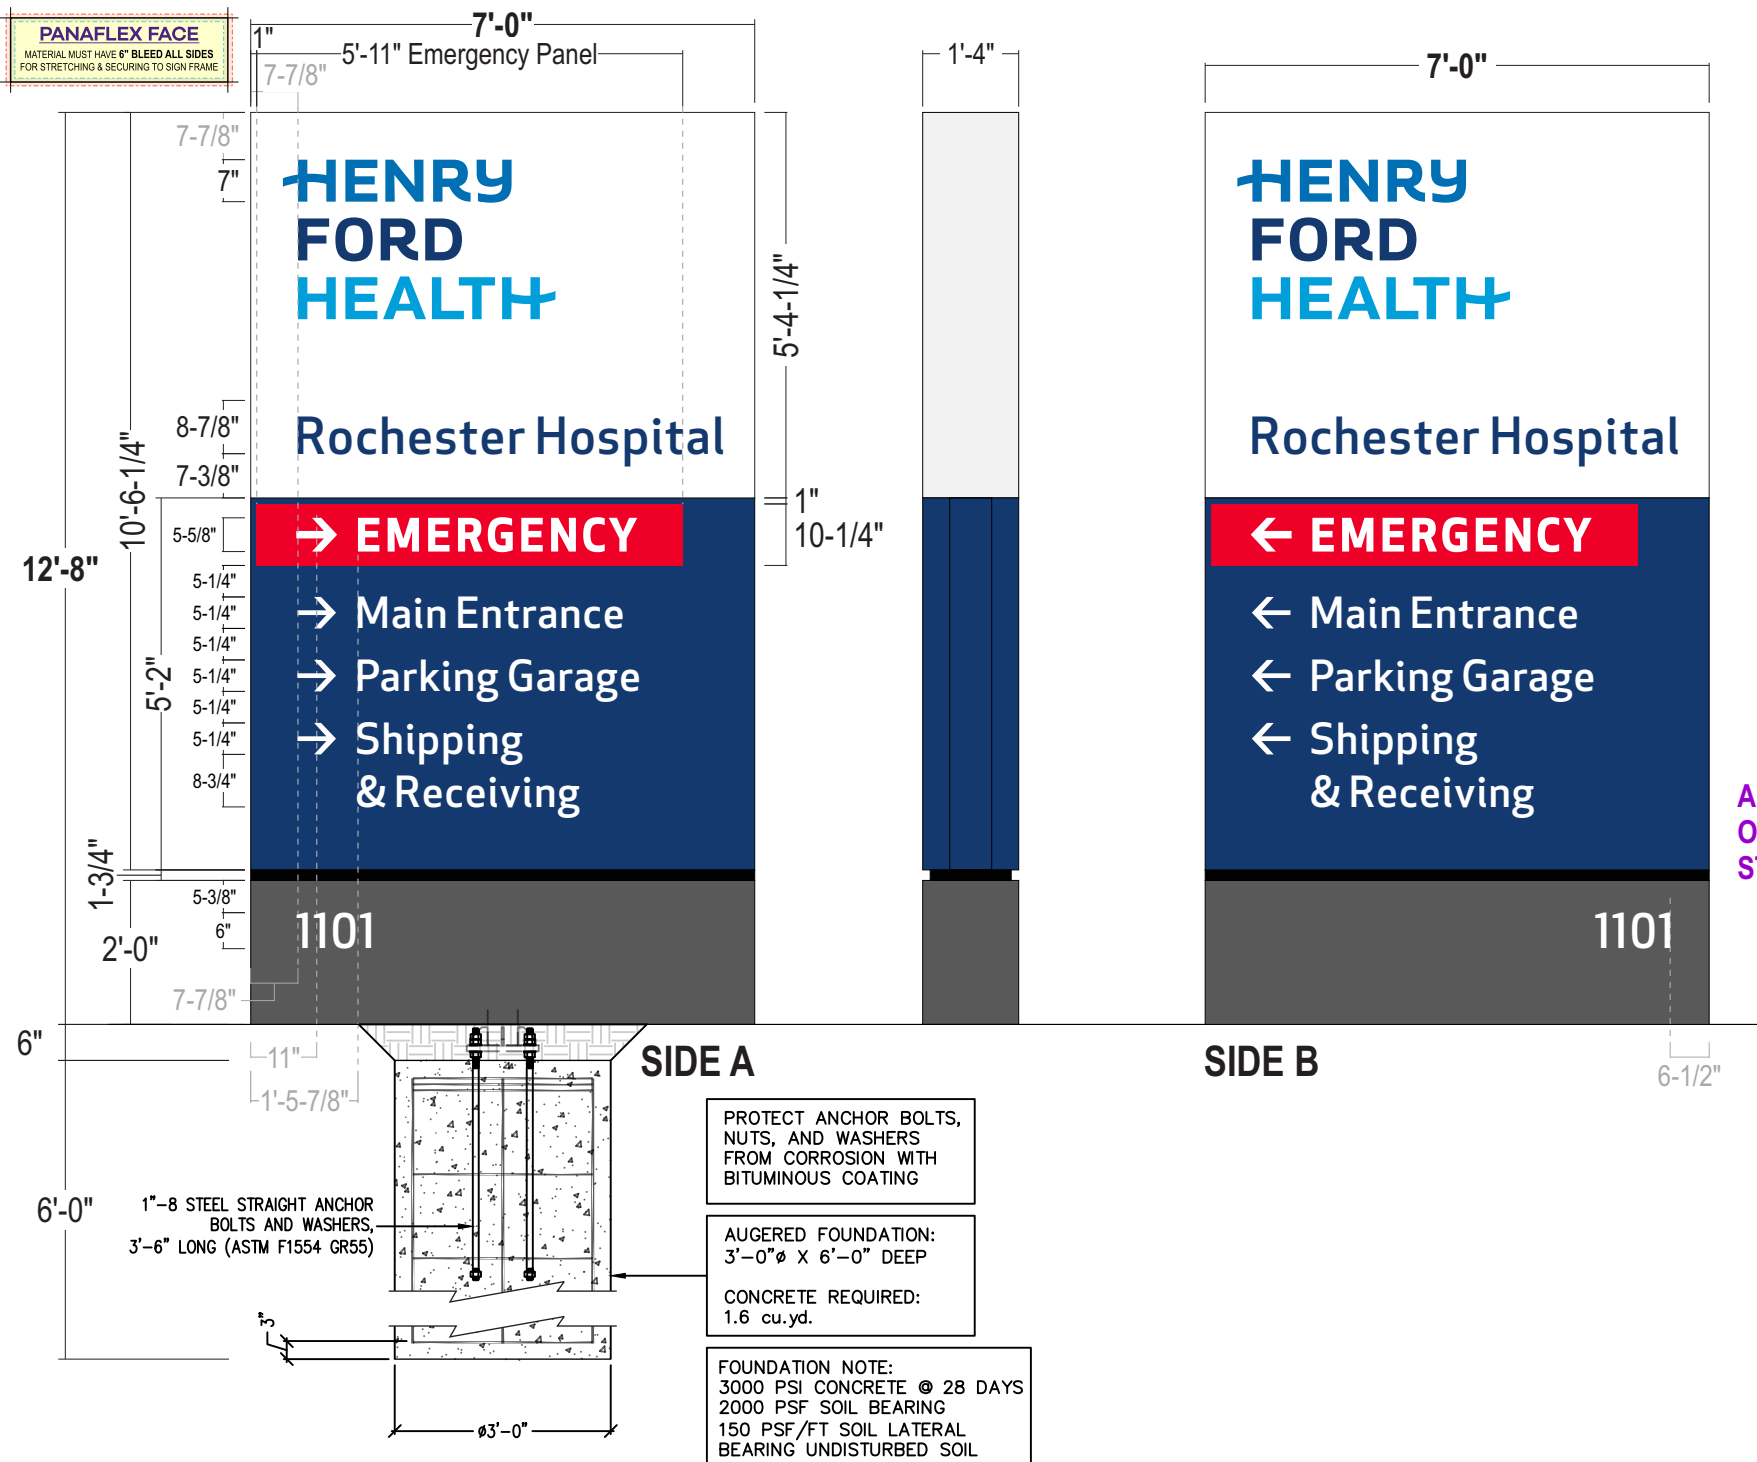 PANAFLEX FACE
MATERIAL MUST HAVE 6" BLEED ALL SIDES
FOR STRETCHING & SECURING TO SIGN FRAME
7'-0"
1"
5'-11" Emergency Panel
7-7/8"
1'-4"
7'-0"
7-7/8"
7"
HENRY
FORD
HEALTH
5'-4-1/4"
HENRY
FORD
HEALTH
8-7/8"
7-3/8"
Rochester Hospital
Rochester Hospital
10'-6-1/4"
12'-8"
5'-2"
1"
10-1/4"
5-5/8"
→ EMERGENCY
← EMERGENCY
5-1/4"
5-1/4"
5-1/4"
5-1/4"
5-1/4"
5-1/4"
8-3/4"
→ Main Entrance
→ Parking Garage
→ Shipping
& Receiving
← Main Entrance
← Parking Garage
← Shipping
& Receiving
A
O
1-3/4"
5-3/8"
6"
2'-0"
7-7/8"
1101
1101
6"
11"
1'-5-7/8"
SIDE A
SIDE B
6-1/2"
6'-0"
1"-8 STEEL STRAIGHT ANCHOR
BOLTS AND WASHERS,
3'-6" LONG (ASTM F1554 GR55)
3"
ø3'-0"
PROTECT ANCHOR BOLTS,
NUTS, AND WASHERS
FROM CORROSION WITH
BITUMINOUS COATING
AUGERED FOUNDATION:
3'-0"ø X 6'-0" DEEP
CONCRETE REQUIRED:
1.6 cu.yd.
FOUNDATION NOTE:
3000 PSI CONCRETE @ 28 DAYS
2000 PSF SOIL BEARING
150 PSF/FT SOIL LATERAL
BEARING UNDISTURBED SOIL